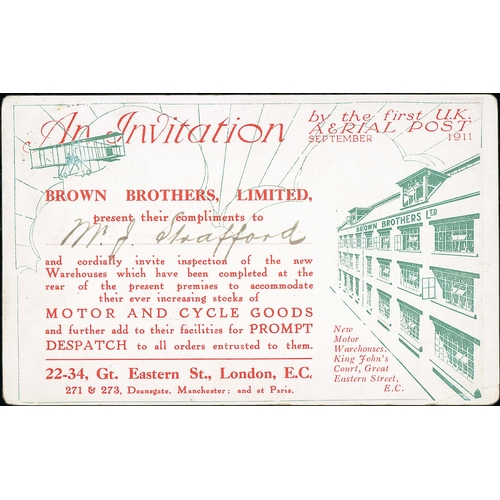 An Invitation
by the first U.K.
AERIAL POST
SEPTEMBER 1911
BROWN BROTHERS, LIMITED,
present their compliments to
Mr J. Strafford
and cordially invite inspection of the new
Warehouses which have been completed at the
rear of the present premises to accommodate
their ever increasing stocks of
MOTOR AND CYCLE GOODS
and further add to their facilities for PROMPT
DESPATCH to all orders entrusted to them.
22-34, Gt. Eastern St., London, E.C.
271 & 273, Deansgate, Manchester; and at Paris.
BROWN BROTHERS LTD
New
Motor
Warehouses,
King John's
Court, Great
Eastern Street,
E.C.